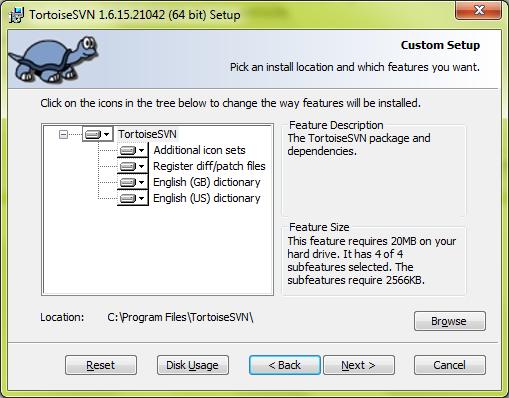 TortoiseSVN 1.6.15.21042 (64 bit) Setup
Custom Setup
Pick an install location and which features you want.
Click on the icons in the tree below to change the way features will be installed.
TortoiseSVN
Additional icon sets
Register diff/patch files
English (GB) dictionary
English (US) dictionary
Feature Description
The TortoiseSVN package and
dependencies.
Feature Size
This feature requires 20MB on your
hard drive. It has 4 of 4
subfeatures selected. The
subfeatures require 2566KB.
Location: C:\Program Files\TortoiseSVN\
Browse
Reset Disk Usage < Back Next > Cancel